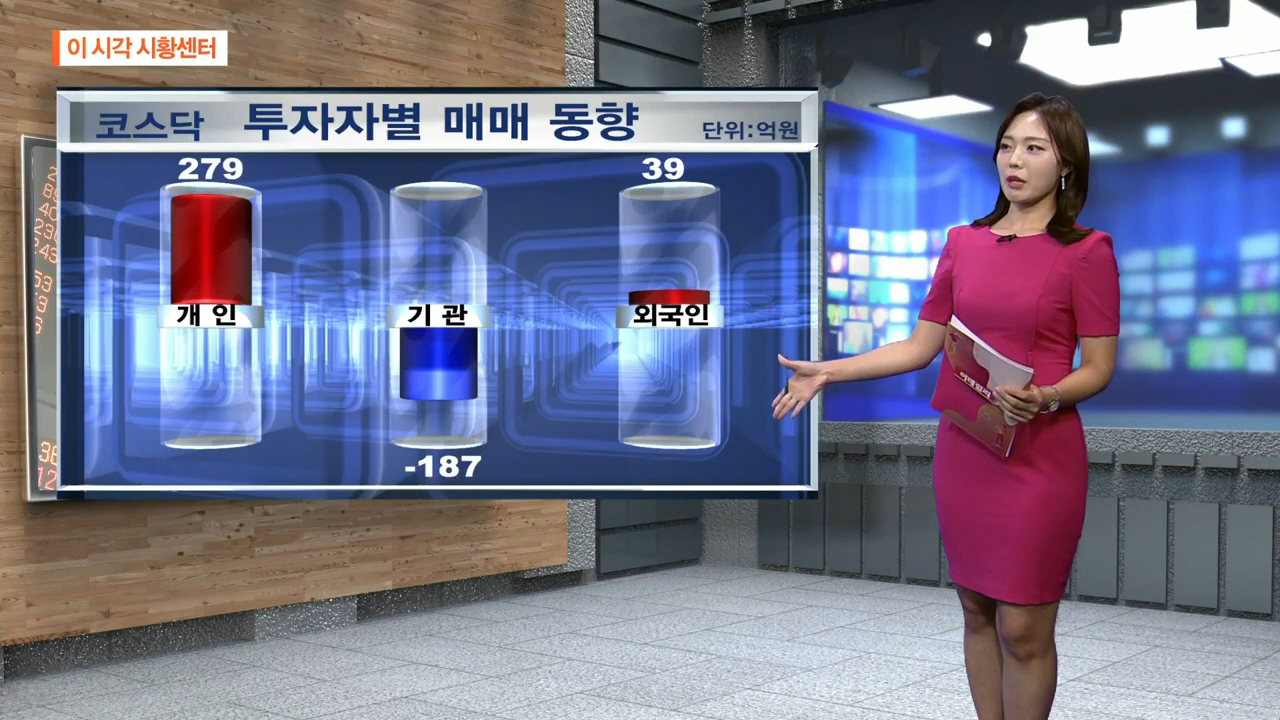 이 시각 시황센터
코스닥 투자자별 매매 동향 단위:억원
279 39
개인 기관 외국인
-187